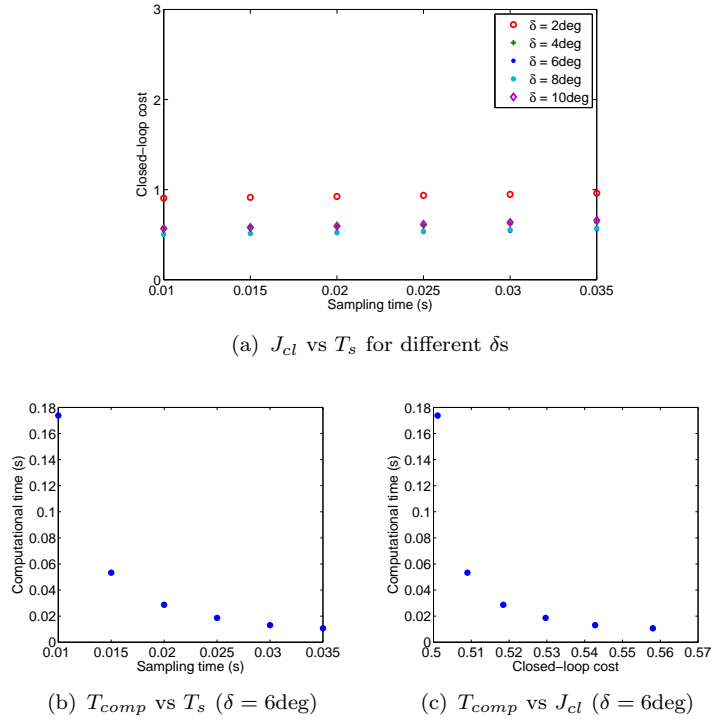 3
2
1
0
Closed-loop cost
δ = 2deg
δ = 4deg
δ = 6deg
δ = 8deg
δ = 10deg
0.01 0.015 0.02 0.025 0.03 0.035
Sampling time (s)
(a) J_cl vs T_s for different δs
0.18
0.16
0.14
0.12
0.1
0.08
0.06
0.04
0.02
0
Computational time (s)
0.01 0.015 0.02 0.025 0.03 0.035
Sampling time (s)
(b) T_comp vs T_s (δ = 6deg)
0.18
0.16
0.14
0.12
0.1
0.08
0.06
0.04
0.02
0
Computational time (s)
0.5 0.51 0.52 0.53 0.54 0.55 0.56 0.57
Closed-loop cost
(c) T_comp vs J_cl (δ = 6deg)